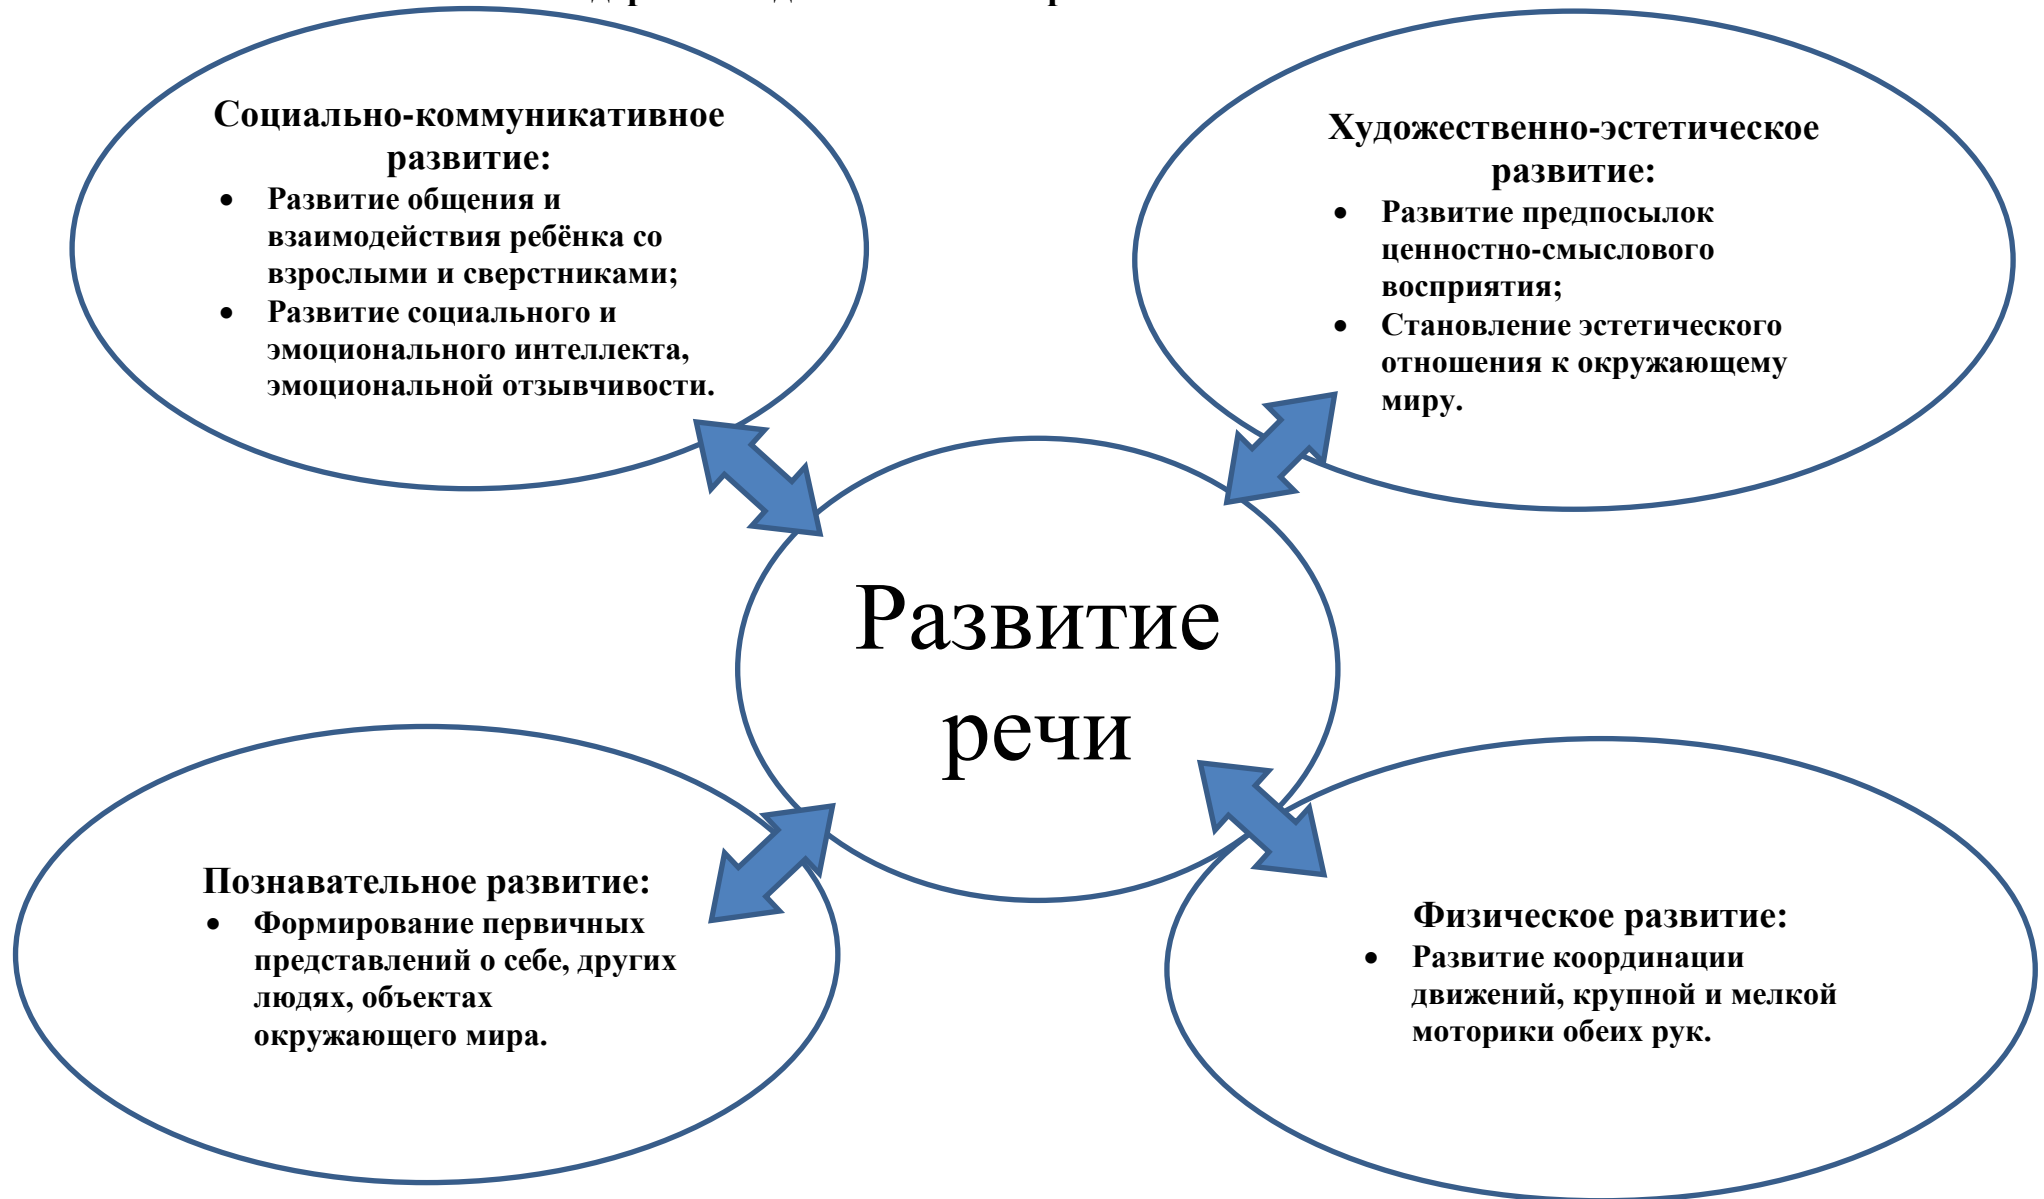 Социально-коммуникативное
развитие:
• Развитие общения и
взаимодействия ребёнка со
взрослыми и сверстниками;
• Развитие социального и
эмоционального интеллекта,
эмоциональной отзывчивости.
Художественно-эстетическое
развитие:
• Развитие предпосылок
ценностно-смыслового
восприятия;
• Становление эстетического
отношения к окружающему
миру.
Развитие
речи
Познавательное развитие:
• Формирование первичных
представлений о себе, других
людях, объектах
окружающего мира.
Физическое развитие:
• Развитие координации
движений, крупной и мелкой
моторики обеих рук.